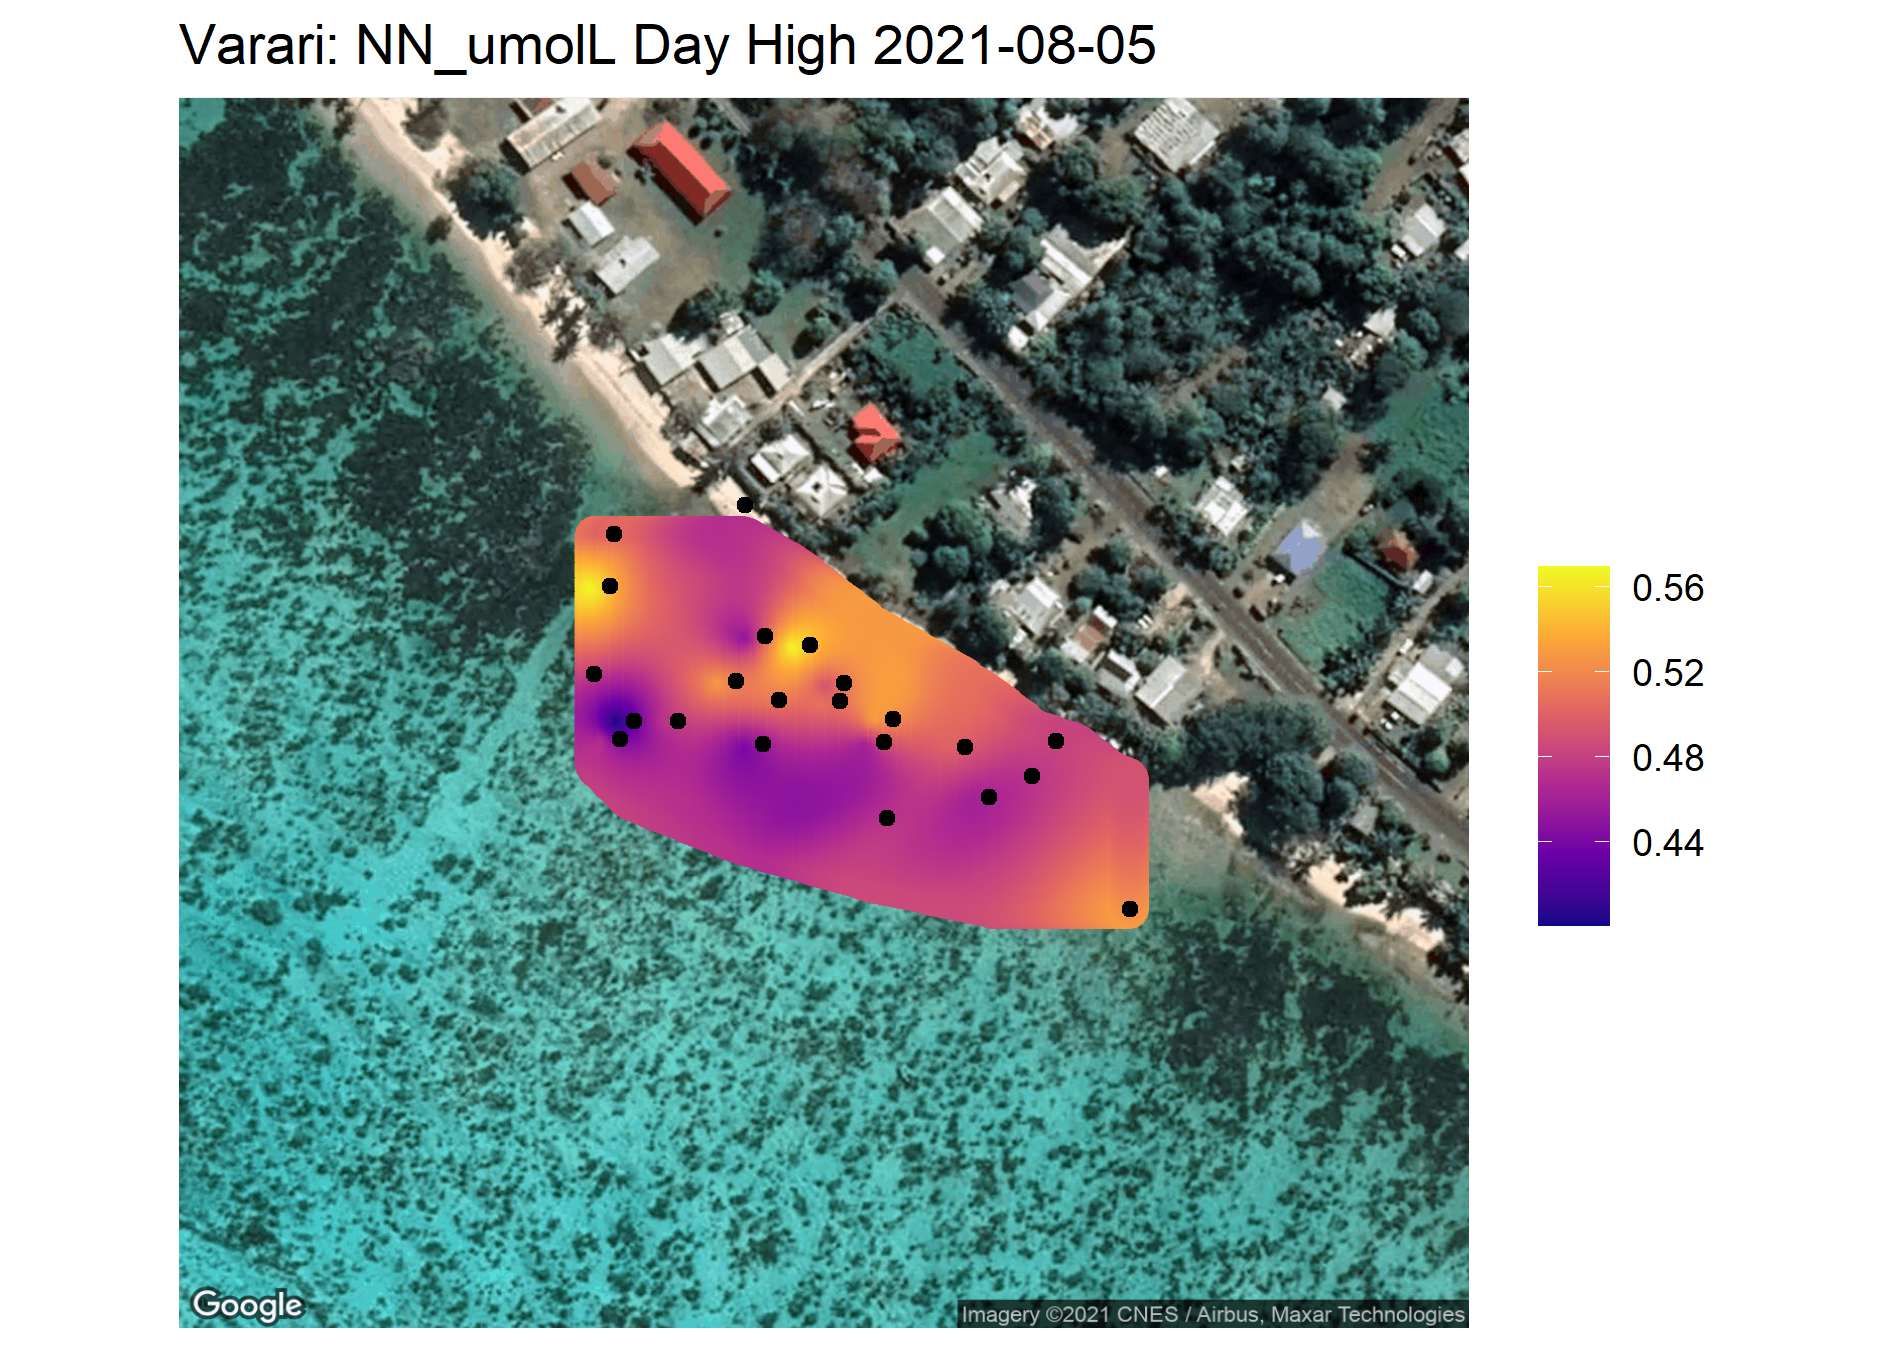 Varari: NN_umolL Day High 2021-08-05
0.56
0.52
0.48
0.44
Google
Imagery ©2021 CNES / Airbus, Maxar Technologies